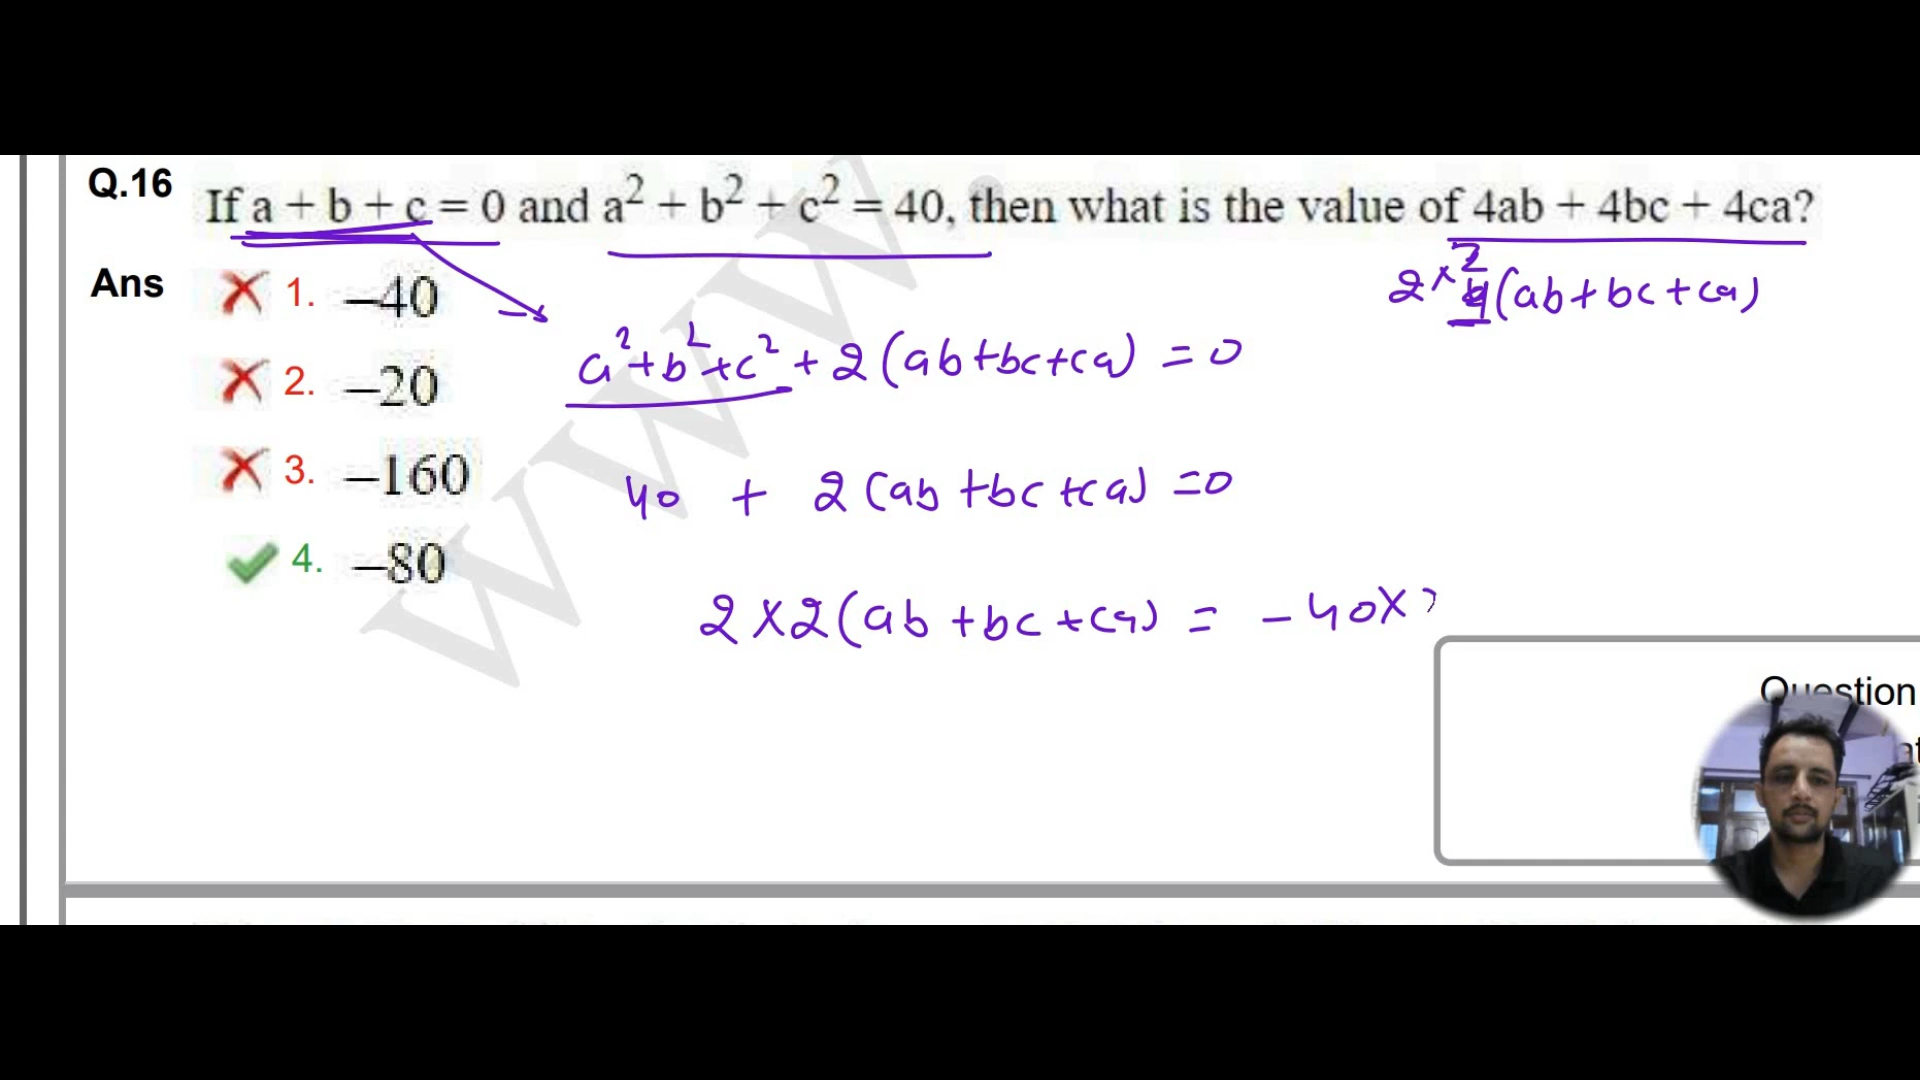 Q.16 If a + b + c = 0 and a² + b² + c² = 40, then what is the value of 4ab + 4bc + 4ca?
2 × 2 (ab + bc + ca)
Ans
1. –40
2. –20
3. –160
4. –80
a² + b² + c² + 2 (ab + bc + ca) = 0
40 + 2 (ab + bc + ca) = 0
2 × 2 (ab + bc + ca) = - 40 ×
www.
Question